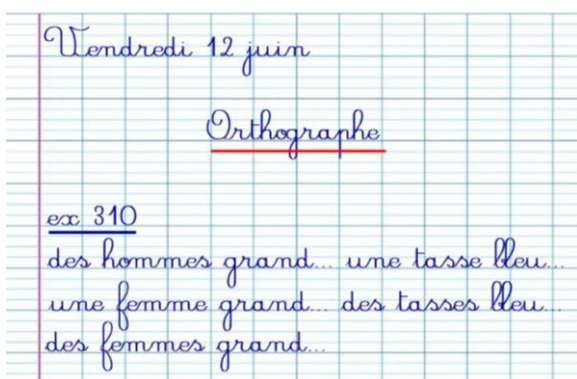 Vendredi 12 juin
Orthographe
ex 310
des hommes grand... une tasse bleu...
une femme grand... des tasses bleu...
des femmes grand...